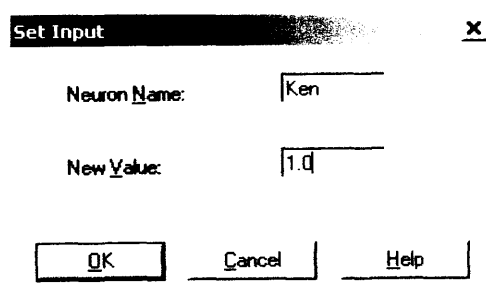 Set Input x
Neuron Name: Ken
New Value: 1.0
OK Cancel Help